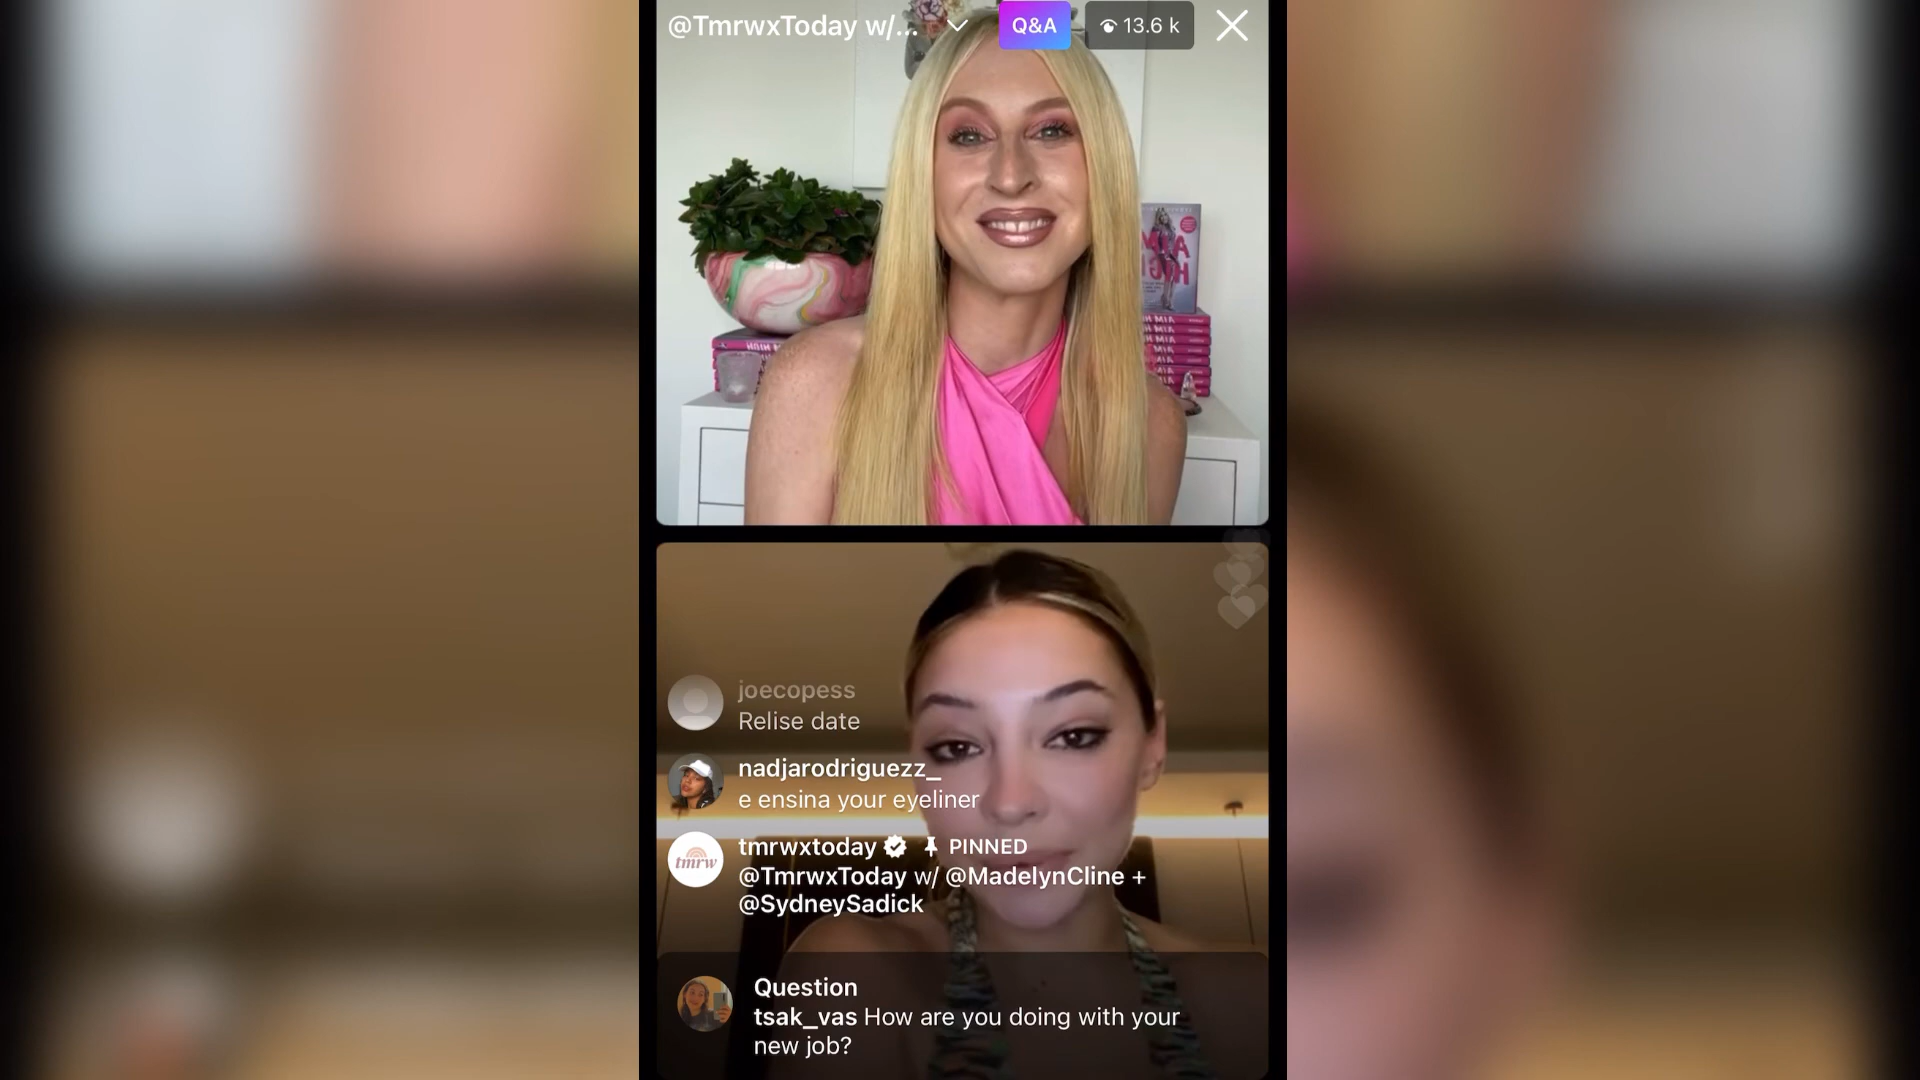 @TmrwxToday w/...
Q&A
13.6 k
joecopess
Relise date
nadjarodriguezz_
e ensina your eyeliner
tmrw
tmrwxtoday PINNED
@TmrwxToday w/ @MadelynCline +
@SydneySadick
Question
tsak_vas How are you doing with your
new job?